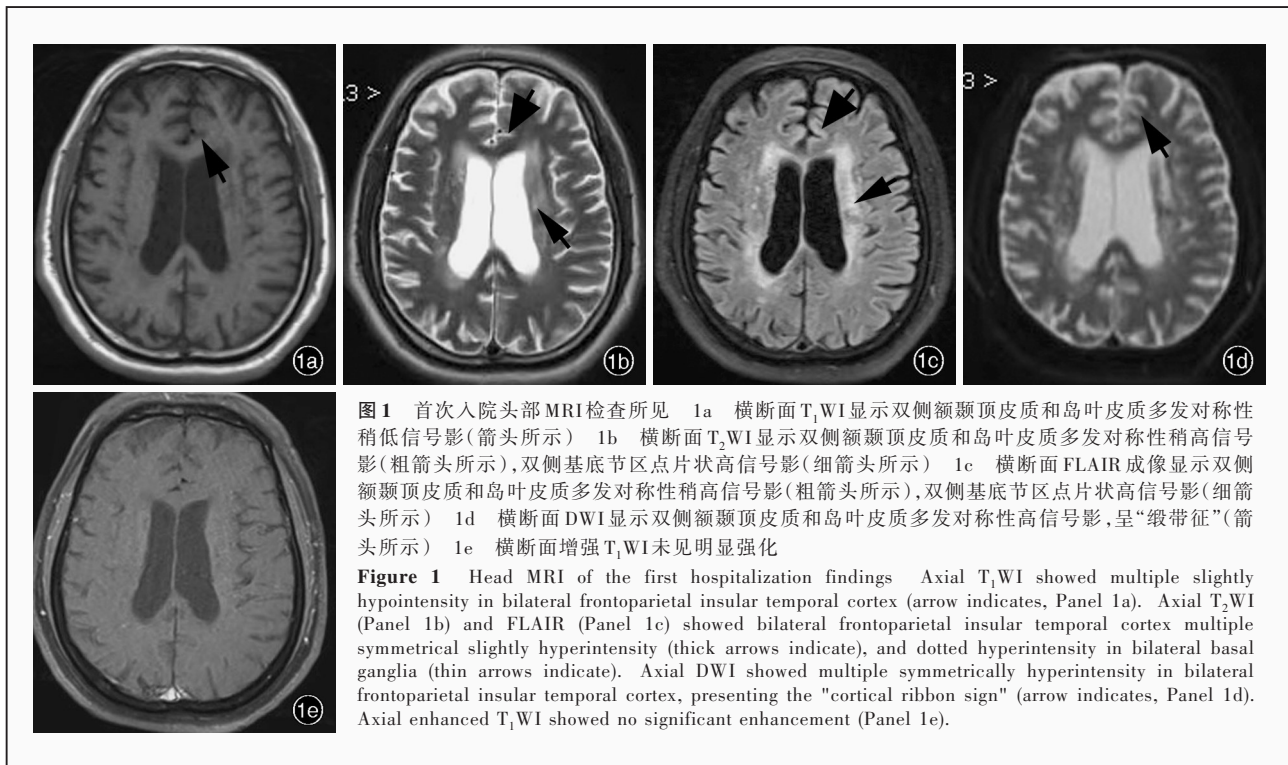 .3 >
3 >
1a
1b
1c
1d
1e
图1 首次入院头部MRI检查所见 1a 横断面T₁WI显示双侧额颞顶皮质和岛叶皮质多发对称性
稍低信号影(箭头所示) 1b 横断面T₂WI显示双侧额颞顶皮质和岛叶皮质多发对称性稍高信号
影(粗箭头所示),双侧基底节区点片状高信号影(细箭头所示) 1c 横断面FLAIR成像显示双侧
额颞顶皮质和岛叶皮质多发对称性稍高信号影(粗箭头所示),双侧基底节区点片状高信号影(细箭
头所示) 1d 横断面DWI显示双侧额颞顶皮质和岛叶皮质多发对称性高信号影,呈“缎带征”(箭
头所示) 1e 横断面增强T₁WI未见明显强化
Figure 1 Head MRI of the first hospitalization findings Axial T₁WI showed multiple slightly
hypointensity in bilateral frontoparietal insular temporal cortex (arrow indicates, Panel 1a). Axial T₂WI
(Panel 1b) and FLAIR (Panel 1c) showed bilateral frontoparietal insular temporal cortex multiple
symmetrical slightly hyperintensity (thick arrows indicate), and dotted hyperintensity in bilateral basal
ganglia (thin arrows indicate). Axial DWI showed multiple symmetrically hyperintensity in bilateral
frontoparietal insular temporal cortex, presenting the "cortical ribbon sign" (arrow indicates, Panel 1d).
Axial enhanced T₁WI showed no significant enhancement (Panel 1e).